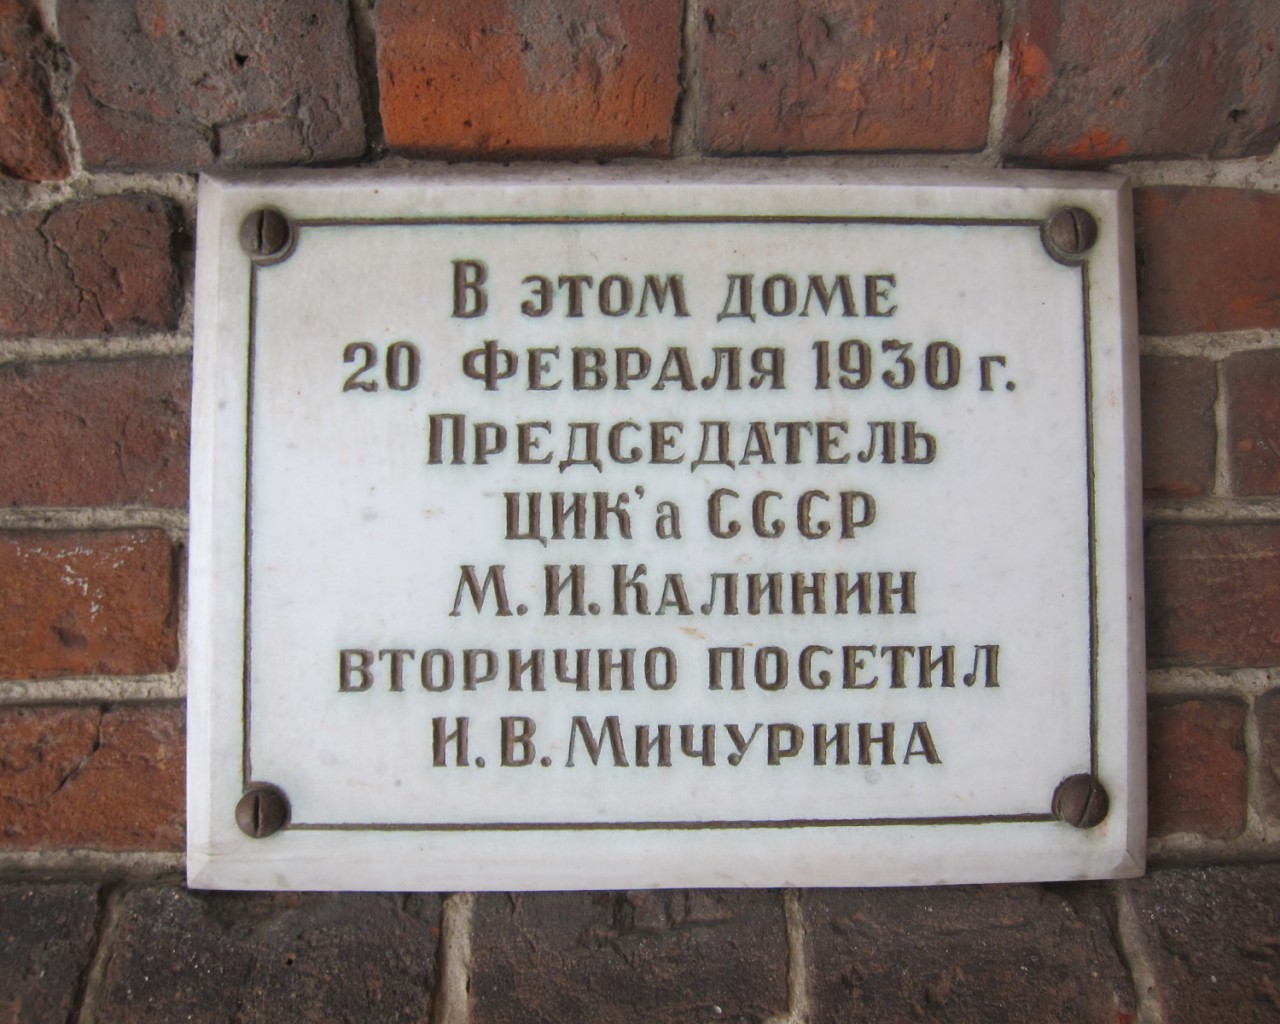 В этом доме
20 Февраля 1930 г.
Председатель
ЦИК'а СССР
М. И. Калинин
вторично посетил
И. В. Мичурина